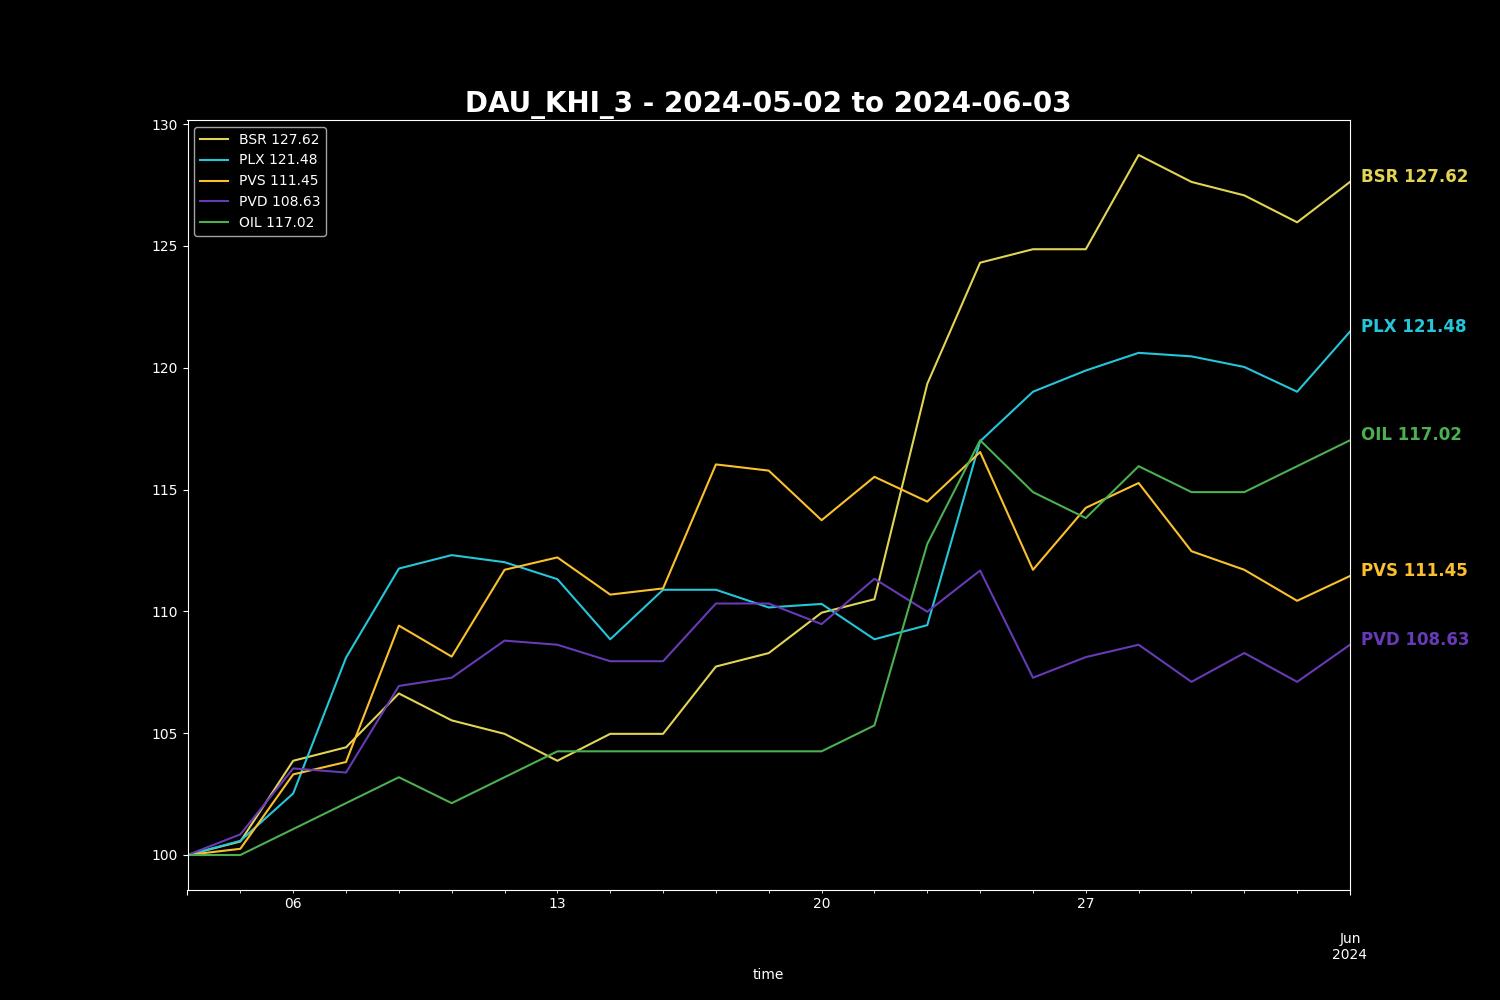 DAU_KHI_3 - 2024-05-02 to 2024-06-03
130
125
120
115
110
105
100
BSR 127.62
PLX 121.48
PVS 111.45
PVD 108.63
OIL 117.02
BSR 127.62
PLX 121.48
OIL 117.02
PVS 111.45
PVD 108.63
06
13
20
27
Jun
2024
time